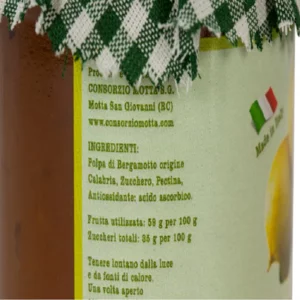 CONSORZIO MOTTA S.G.
Motta San Giovanni (RC)
www.consorziomotta.com
INGREDIENTI:
Polpa di Bergamotto origine
Calabria, Zucchero, Pectina,
Antiossidante: acido ascorbico.
Frutta utilizzata: 59 g per 100 g
Zuccheri totali: 35 g per 100 g
Tenere lontano dalla luce
e da fonti di calore.
Una volta aperto
Made in Italy